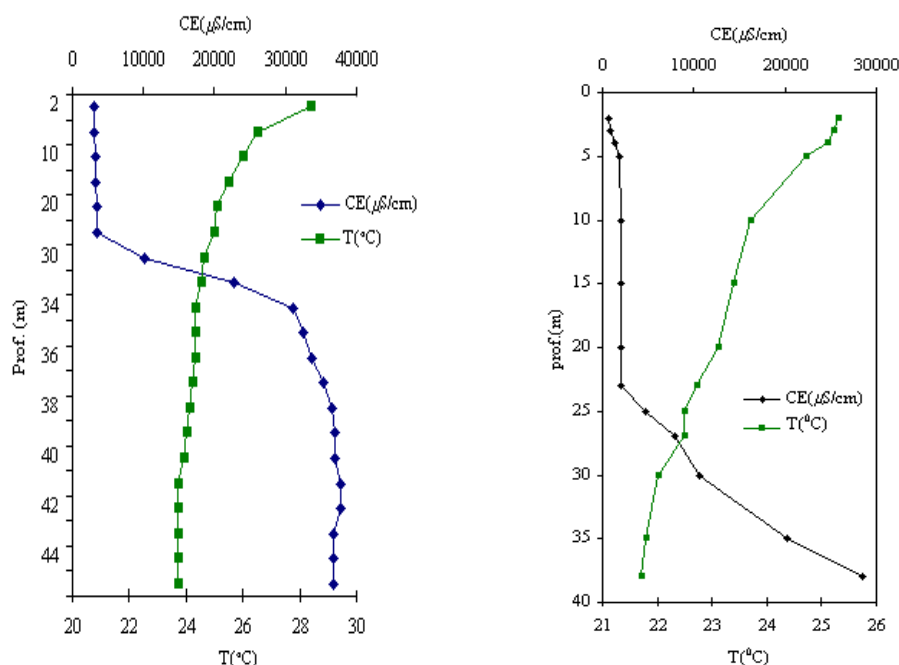 CE(µS/cm)
0 10000 20000 30000 40000
2
10
20
30
34
36
38
40
42
44
Prof.(m)
CE(µS/cm)
T(°C)
20 22 24 26 28 30
T(°C)
CE(µS/cm)
0 10000 20000 30000
0
5
10
15
20
25
30
35
40
prof.(m)
CE(µS/cm)
T(⁰C)
21 22 23 24 25 26
T(⁰C)